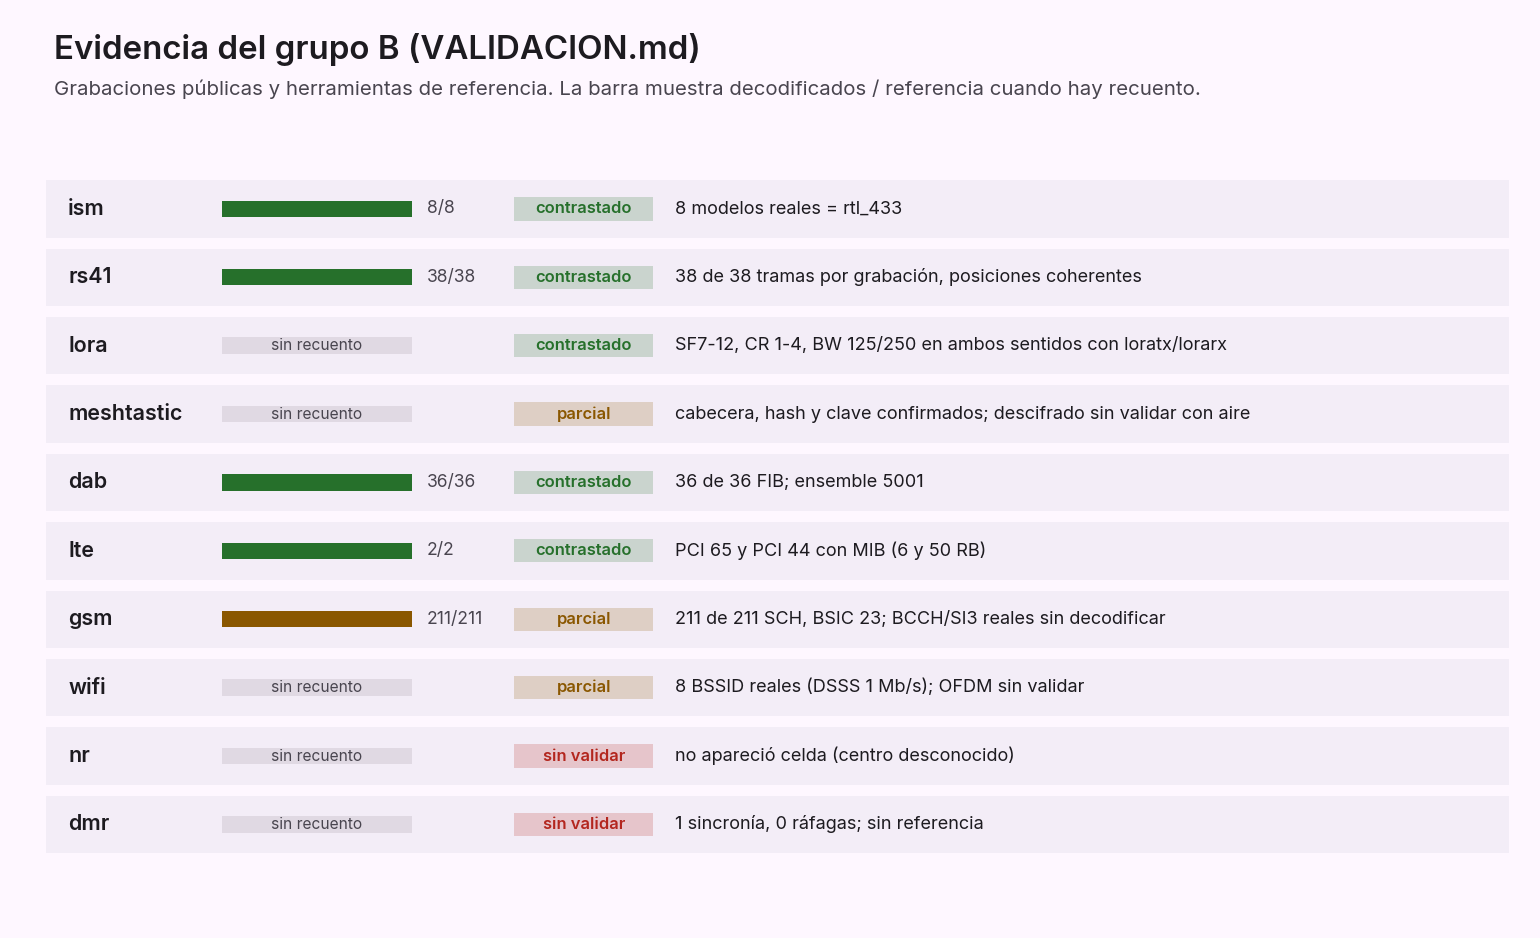 Evidencia del grupo B (VALIDACION.md)
Grabaciones públicas y herramientas de referencia. La barra muestra decodificados / referencia cuando hay recuento.
ism 8/8 contrastado 8 modelos reales = rtl_433
rs41 38/38 contrastado 38 de 38 tramas por grabación, posiciones coherentes
lora sin recuento contrastado SF7-12, CR 1-4, BW 125/250 en ambos sentidos con loratx/lorarx
meshtastic sin recuento parcial cabecera, hash y clave confirmados; descifrado sin validar con aire
dab 36/36 contrastado 36 de 36 FIB; ensemble 5001
lte 2/2 contrastado PCI 65 y PCI 44 con MIB (6 y 50 RB)
gsm 211/211 parcial 211 de 211 SCH, BSIC 23; BCCH/SI3 reales sin decodificar
wifi sin recuento parcial 8 BSSID reales (DSSS 1 Mb/s); OFDM sin validar
nr sin recuento sin validar no apareció celda (centro desconocido)
dmr sin recuento sin validar 1 sincronía, 0 ráfagas; sin referencia